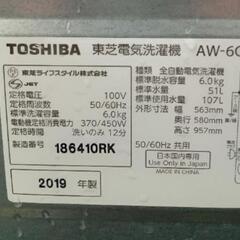 TOSHIBA 東芝電気洗濯機 AW-6G
東芝ライフスタイル株式会社
JET
定格電圧 100V
定格周波数 50/60Hz
定格洗濯容量 6.0kg
電動機定格消費電力 370/450W
目安時間 洗いのみ 12分
製造番号 186410RK
2019 年製
種類 全自動電気洗濯機
標準脱水容量 6.0kg
標準水量 51L
標準使用水量 107L
外形寸法 幅 563mm
奥行 580mm
高さ 957mm
50/60Hz 共用
日本国内専用
Use Only in Japan
MADE IN CHINA